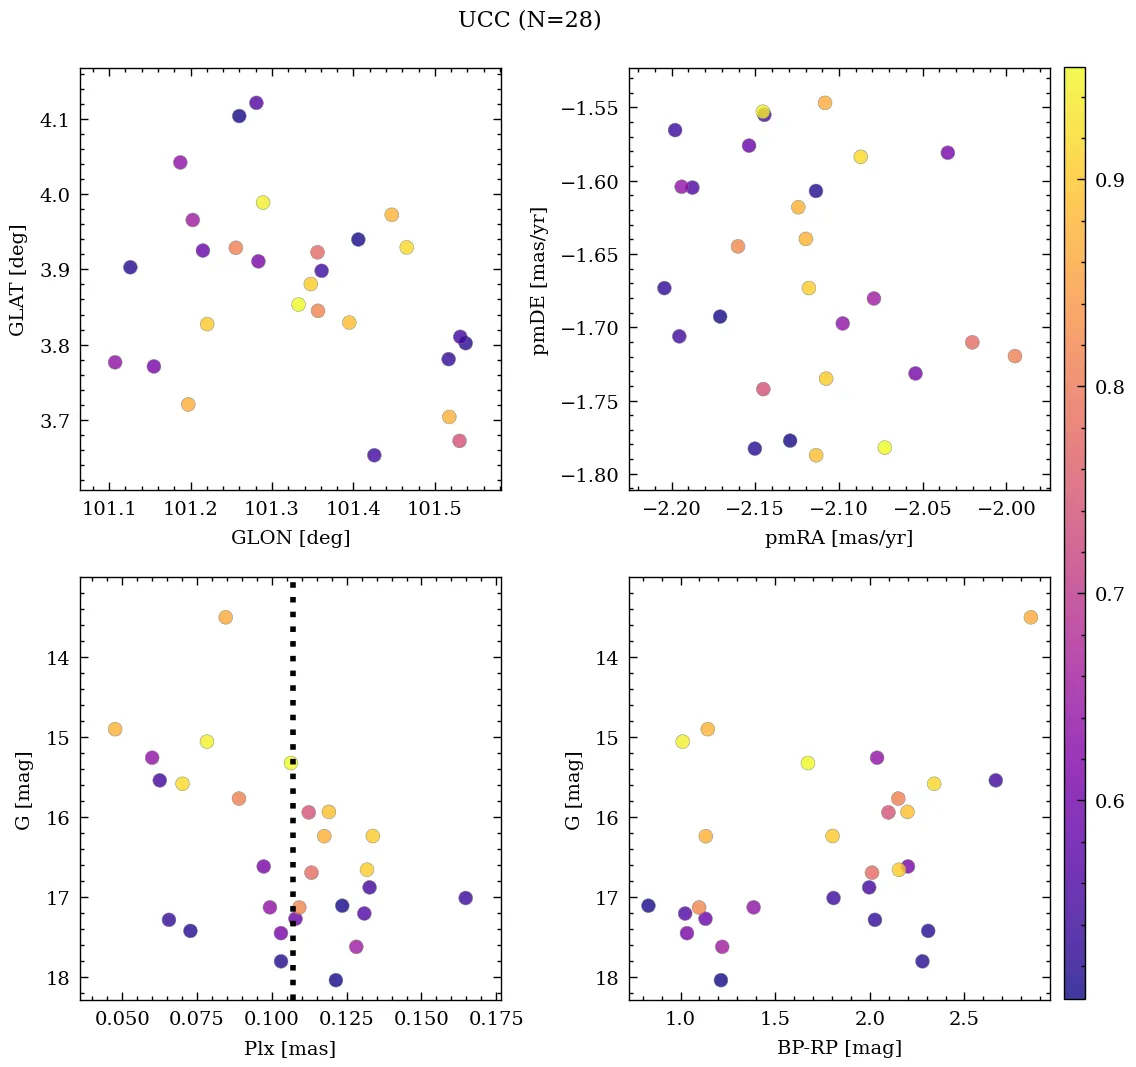 UCC (N=28)
4.1
4.0
3.9
3.8
3.7
GLAT [deg]
101.1 101.2 101.3 101.4 101.5
GLON [deg]
−1.55
−1.60
−1.65
−1.70
−1.75
−1.80
pmDE [mas/yr]
−2.20 −2.15 −2.10 −2.05 −2.00
pmRA [mas/yr]
0.9
0.8
0.7
0.6
14
15
16
17
18
G [mag]
0.050 0.075 0.100 0.125 0.150 0.175
Plx [mas]
14
15
16
17
18
G [mag]
1.0 1.5 2.0 2.5
BP-RP [mag]